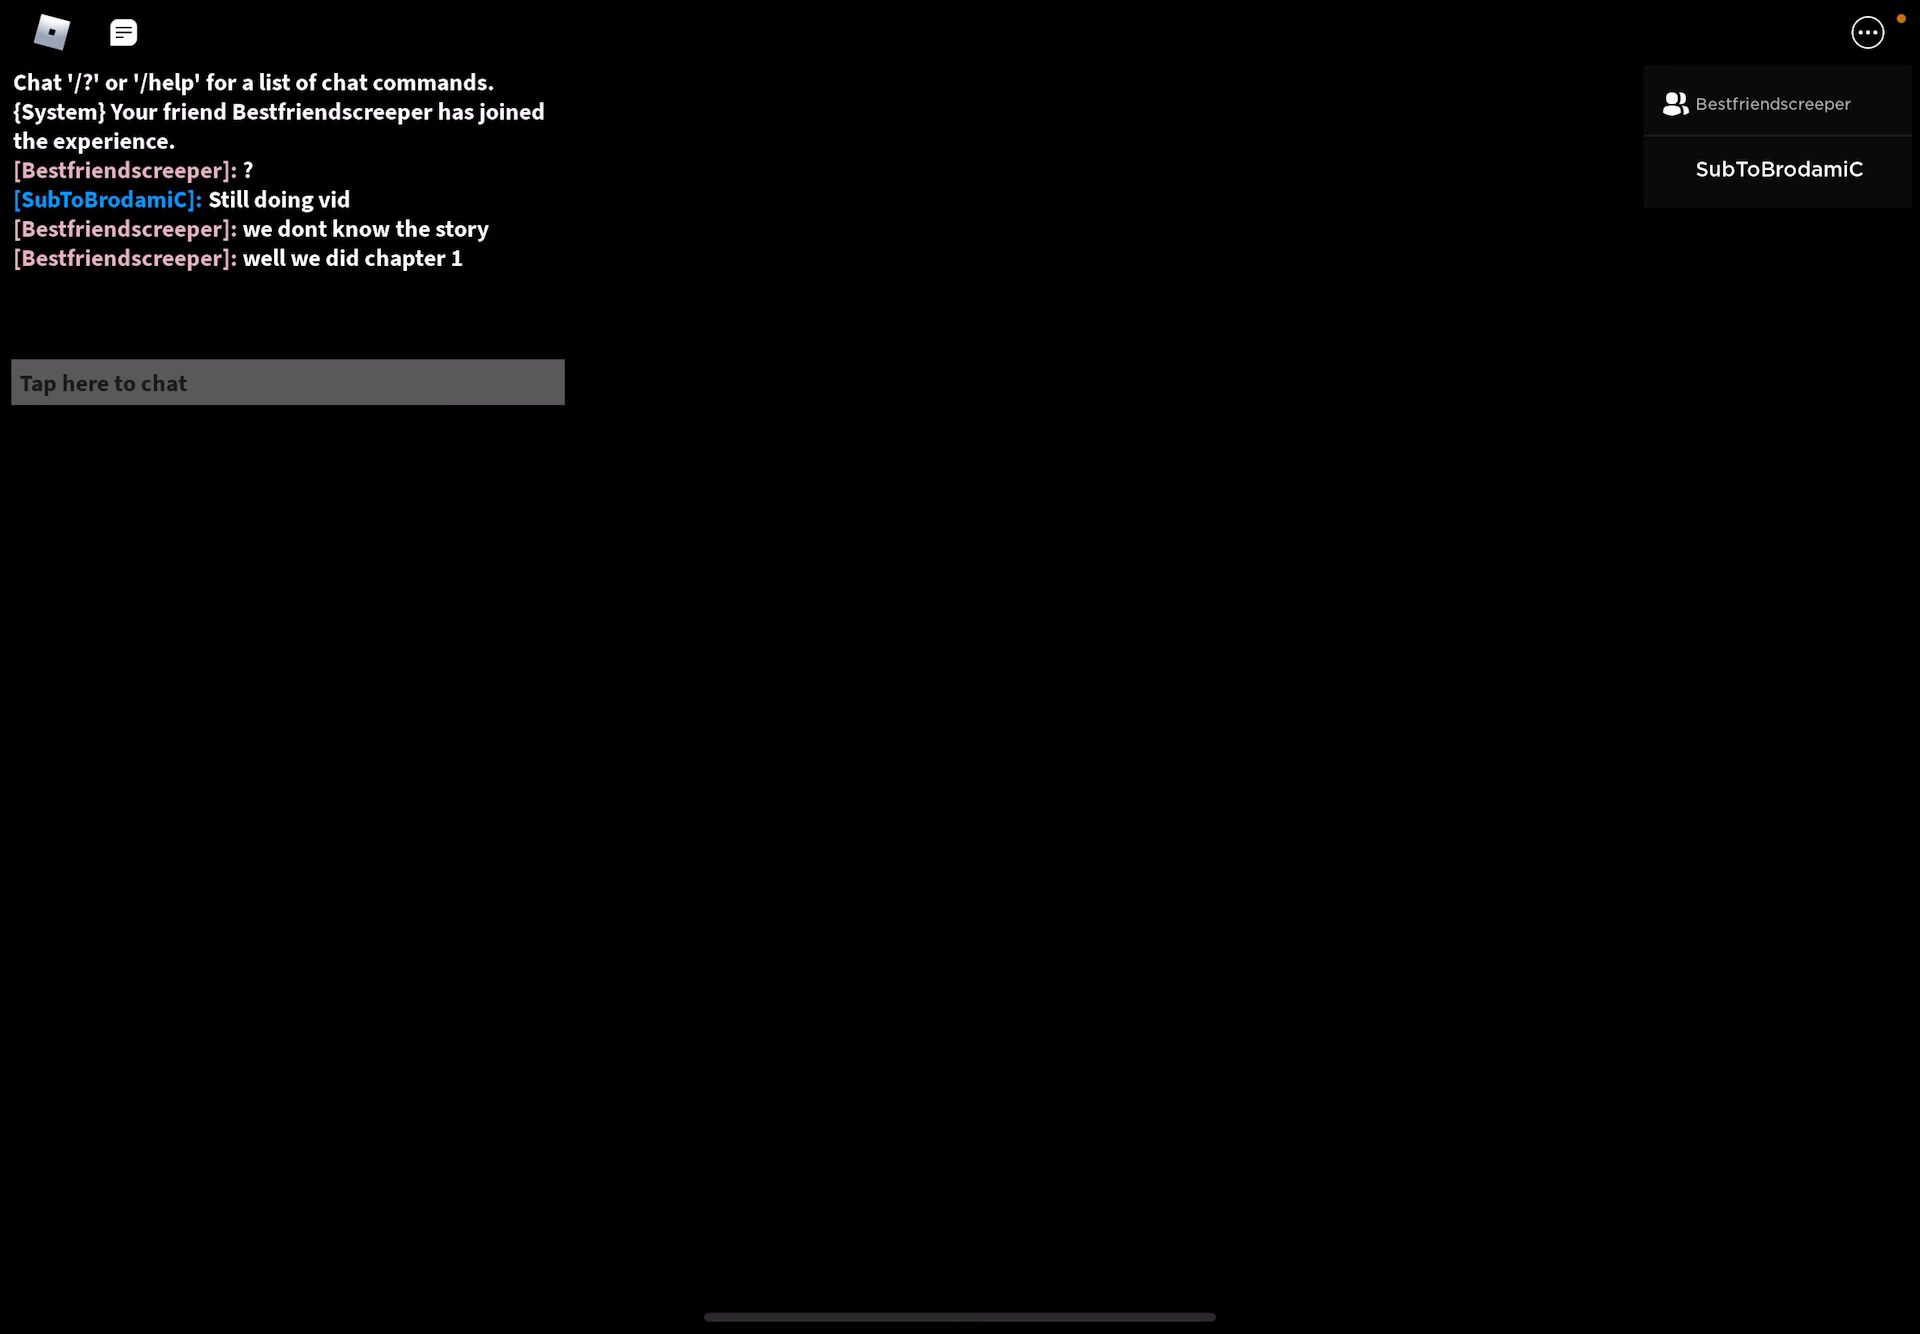 Chat '/?' or '/help' for a list of chat commands.
{System} Your friend Bestfriendscreeper has joined
the experience.
[Bestfriendscreeper]: ?
[SubToBrodamiC]: Still doing vid
[Bestfriendscreeper]: we dont know the story
[Bestfriendscreeper]: well we did chapter 1
Tap here to chat
Bestfriendscreeper
SubToBrodamiC